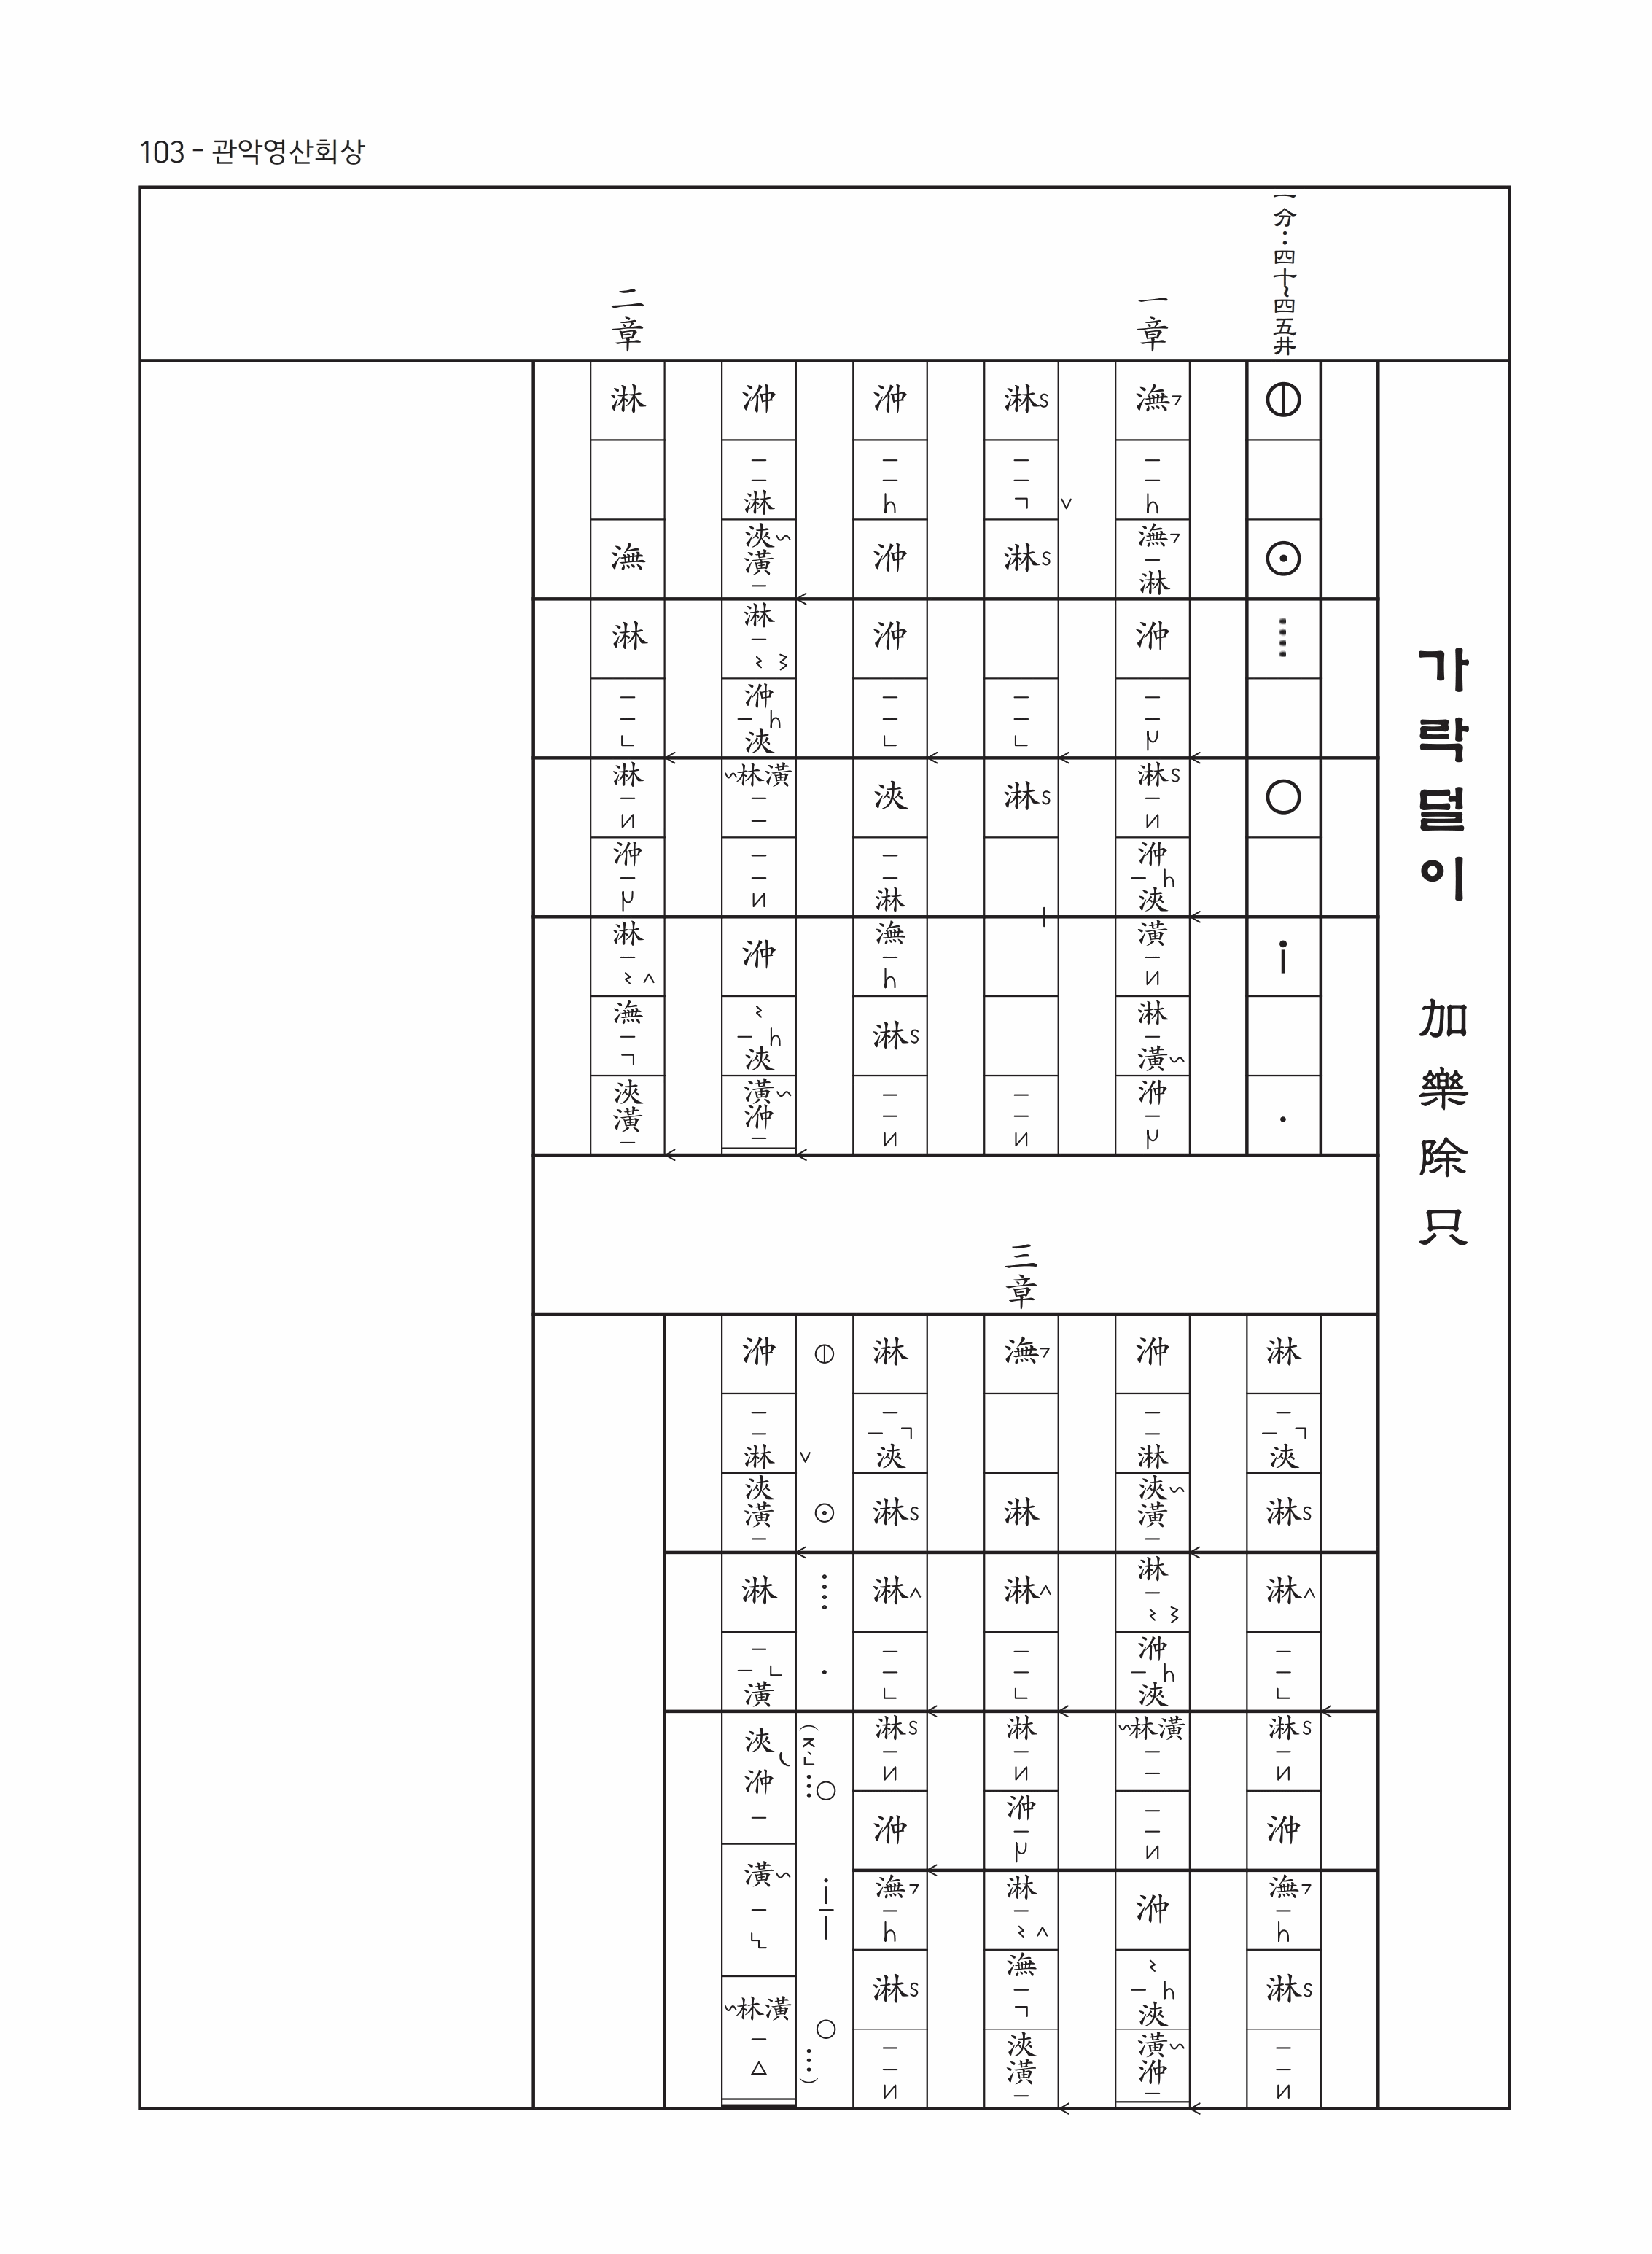 103 - 관악영산회상
가락덜이 加樂除只
一分：四十~四五井
一章
潕 潕 淋 㳞 淋 㳞 浹 潢 淋 潢 㳞
淋 淋 淋
㳞 㳞 㳞 浹 淋 潕 淋
㳞 淋 浹 潢 淋 㳞 浹 林潢 㳞 浹 潢 㳞
二章
淋 潕 淋 淋 㳞 淋 潕 浹 潢
淋 浹 淋 淋 淋 㳞 潕 淋
㳞 淋 浹 潢 淋 㳞 浹 林潢 㳞 浹 潢 㳞
三章
潕 淋 淋 淋 㳞 淋 潕 浹 潢
淋 浹 淋 淋 淋 㳞 潕 淋
㳞 淋 浹 潢 淋 潢 浹 㳞 潢 林潢